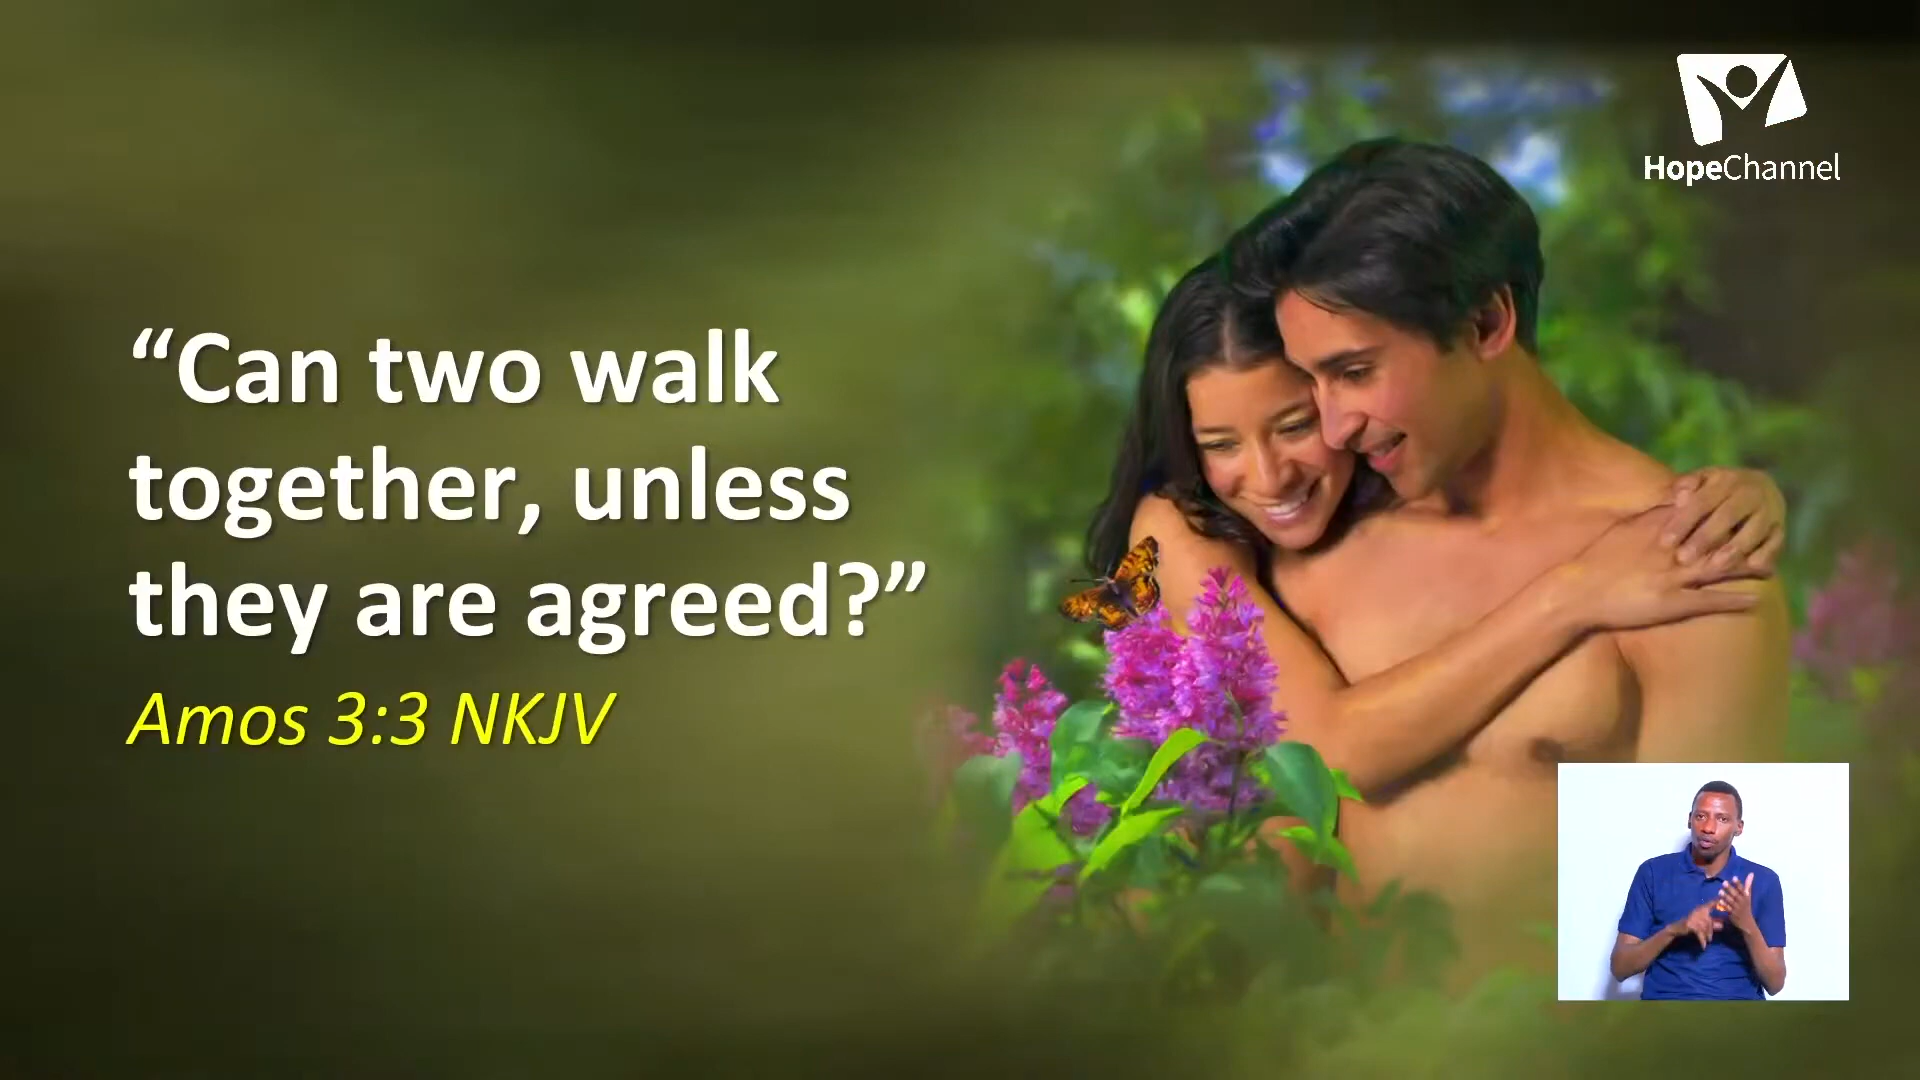 HopeChannel
“Can two walk
together, unless
they are agreed?”
Amos 3:3 NKJV